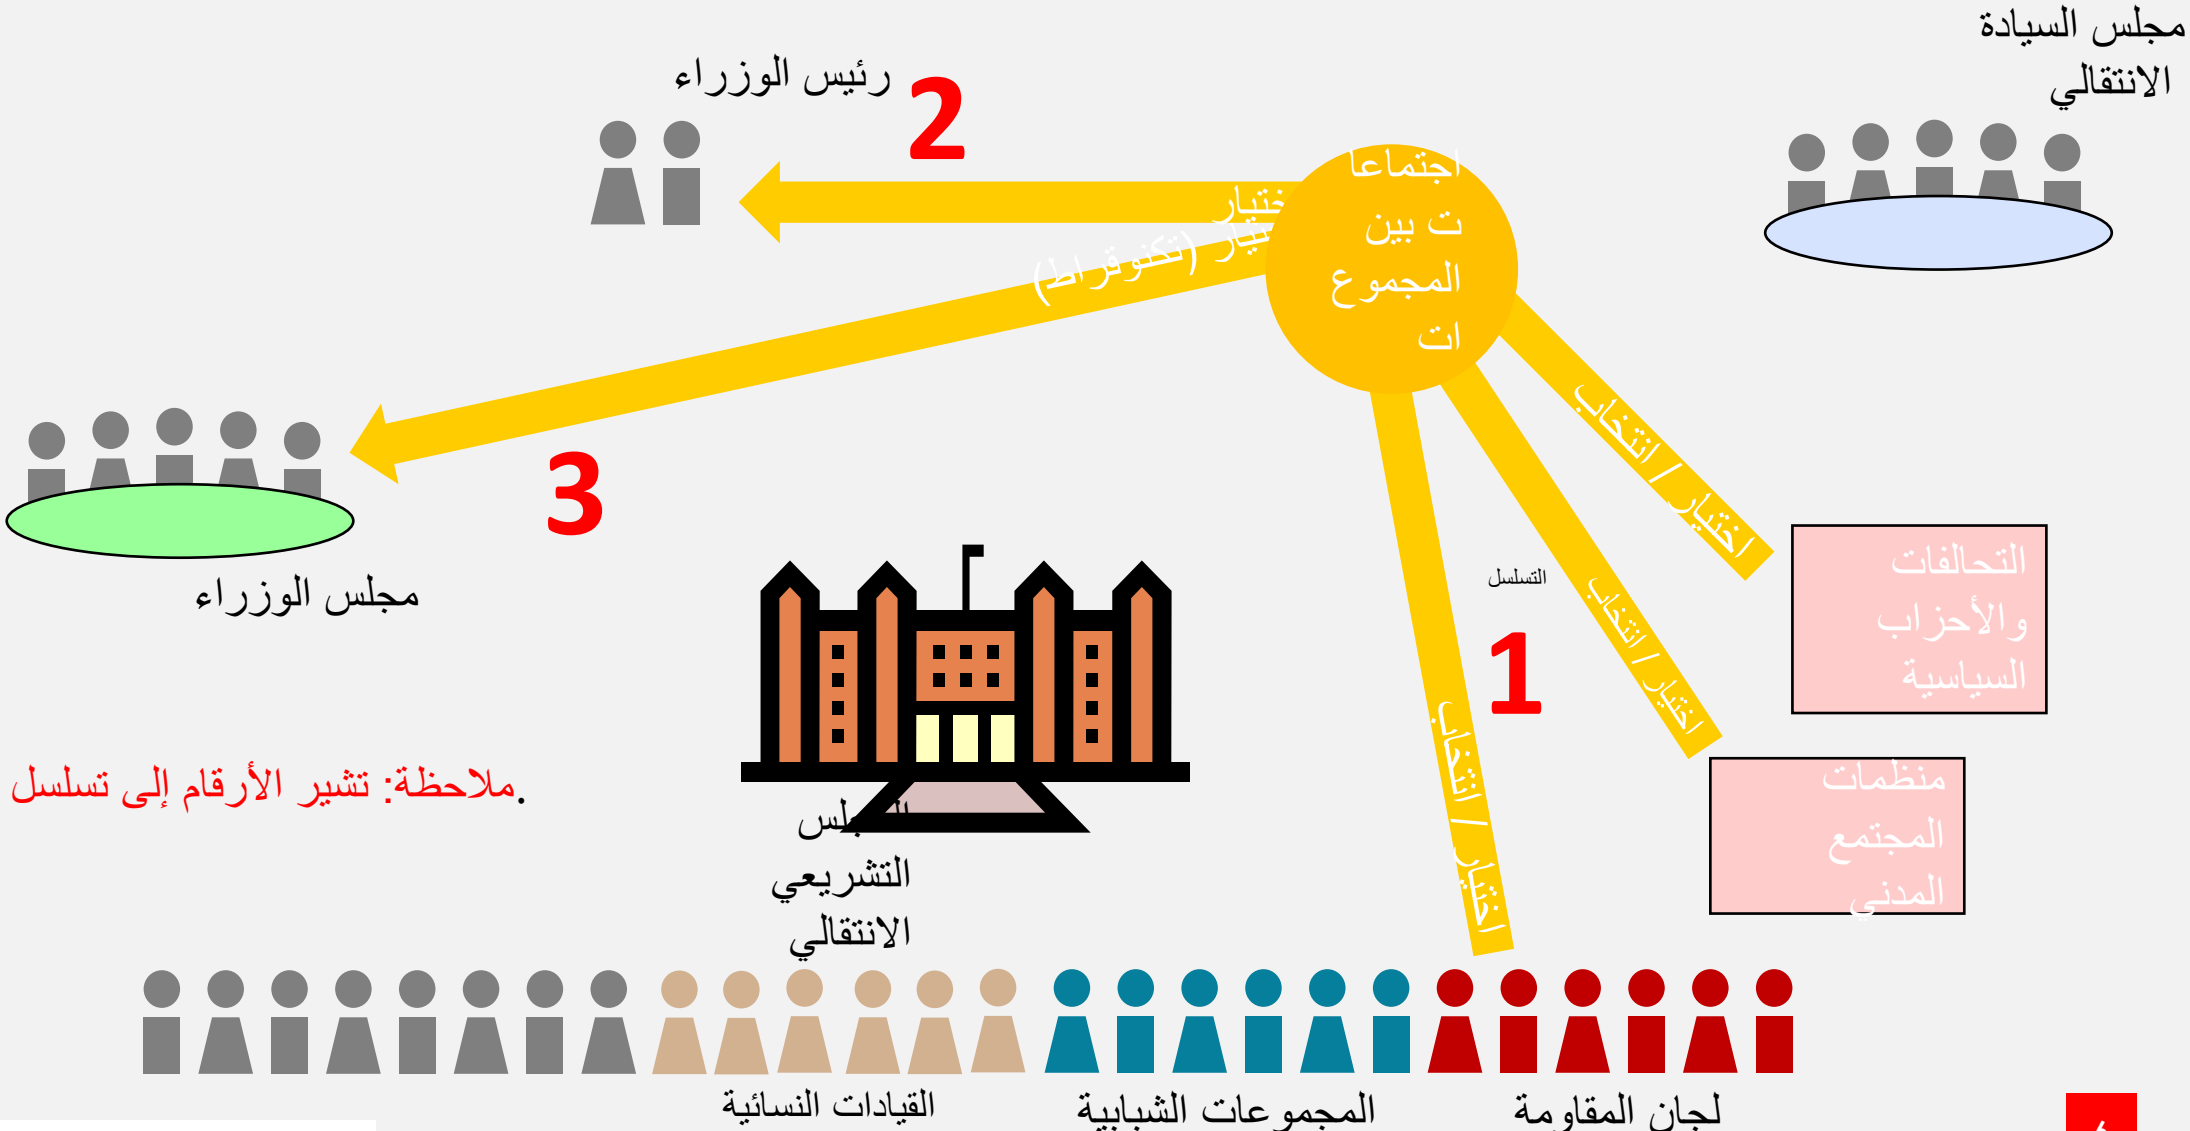 مجلس السيادة
الانتقالي
رئيس الوزراء
2
اجتماعا
ت بين
المجموع
ات
(تكنوقراط)
3
مجلس الوزراء
اختيار / انتخاب
اختيار / انتخاب
اختيار / انتخاب
التسلسل
1
التحالفات
والأحزاب
السياسية
منظمات
المجتمع
المدني
ملاحظة: تشير الأرقام إلى تسلسل.
التشريعي
الانتقالي
لجان المقاومة
المجموعات الشبابية
القيادات النسائية